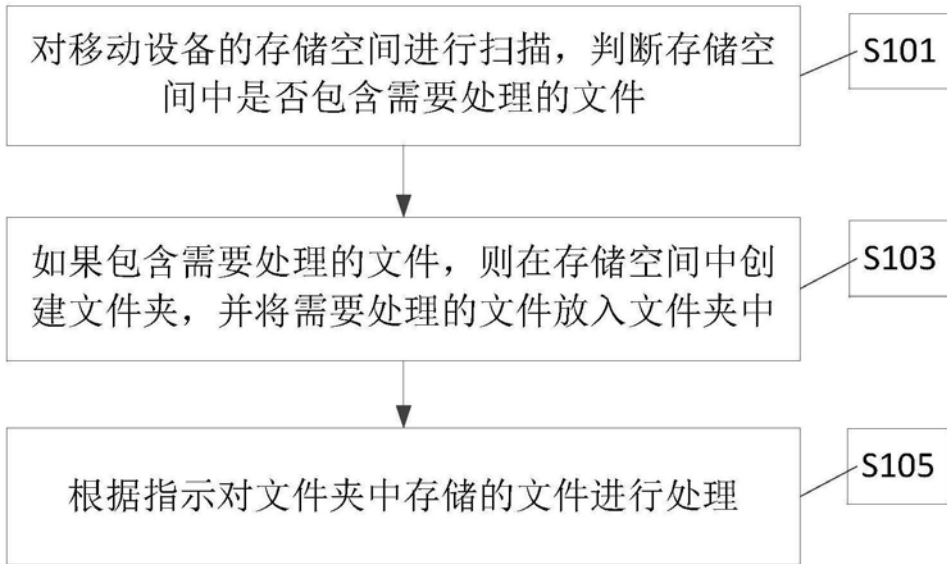 对移动设备的存储空间进行扫描，判断存储空
间中是否包含需要处理的文件
S101
如果包含需要处理的文件，则在存储空间中创
建文件夹，并将需要处理的文件放入文件夹中
S103
根据指示对文件夹中存储的文件进行处理
S105